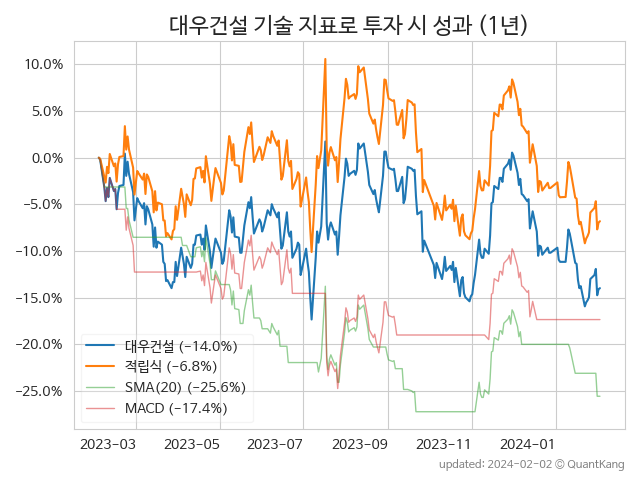 대우건설 기술 지표로 투자 시 성과 (1년)
10.0%
5.0%
0.0%
−5.0%
−10.0%
−15.0%
−20.0%
−25.0%
대우건설 (−14.0%)
적립식 (−6.8%)
SMA(20) (−25.6%)
MACD (−17.4%)
2023-03 2023-05 2023-07 2023-09 2023-11 2024-01
updated: 2024-02-02 © QuantKang